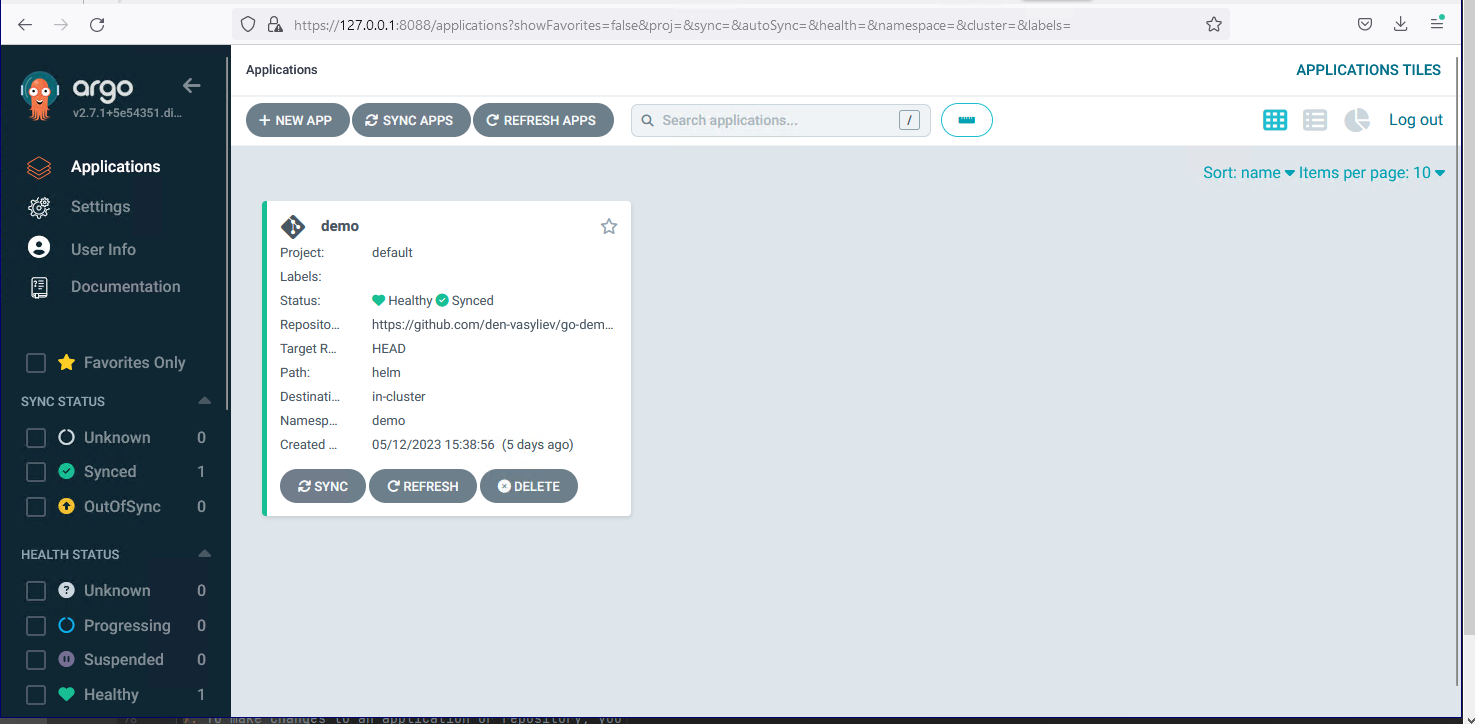 https://127.0.0.1:8088/applications?showFavorites=false&proj=&sync=&autoSync=&health=&namespace=&cluster=&labels=
argo
v2.7.1+5e54351.di...
Applications
Settings
User Info
Documentation
Favorites Only
SYNC STATUS
Unknown 0
Synced 1
OutOfSync 0
HEALTH STATUS
Unknown 0
Progressing 0
Suspended 0
Healthy 1
Applications
APPLICATIONS TILES
+ NEW APP SYNC APPS REFRESH APPS Search applications... / Log out
Sort: name Items per page: 10
demo
Project: default
Labels:
Status: Healthy Synced
Reposito... https://github.com/den-vasyliev/go-dem...
Target R... HEAD
Path: helm
Destinati... in-cluster
Namesp... demo
Created ... 05/12/2023 15:38:56 (5 days ago)
SYNC REFRESH DELETE
78 7. To make changes to an application or repository, you